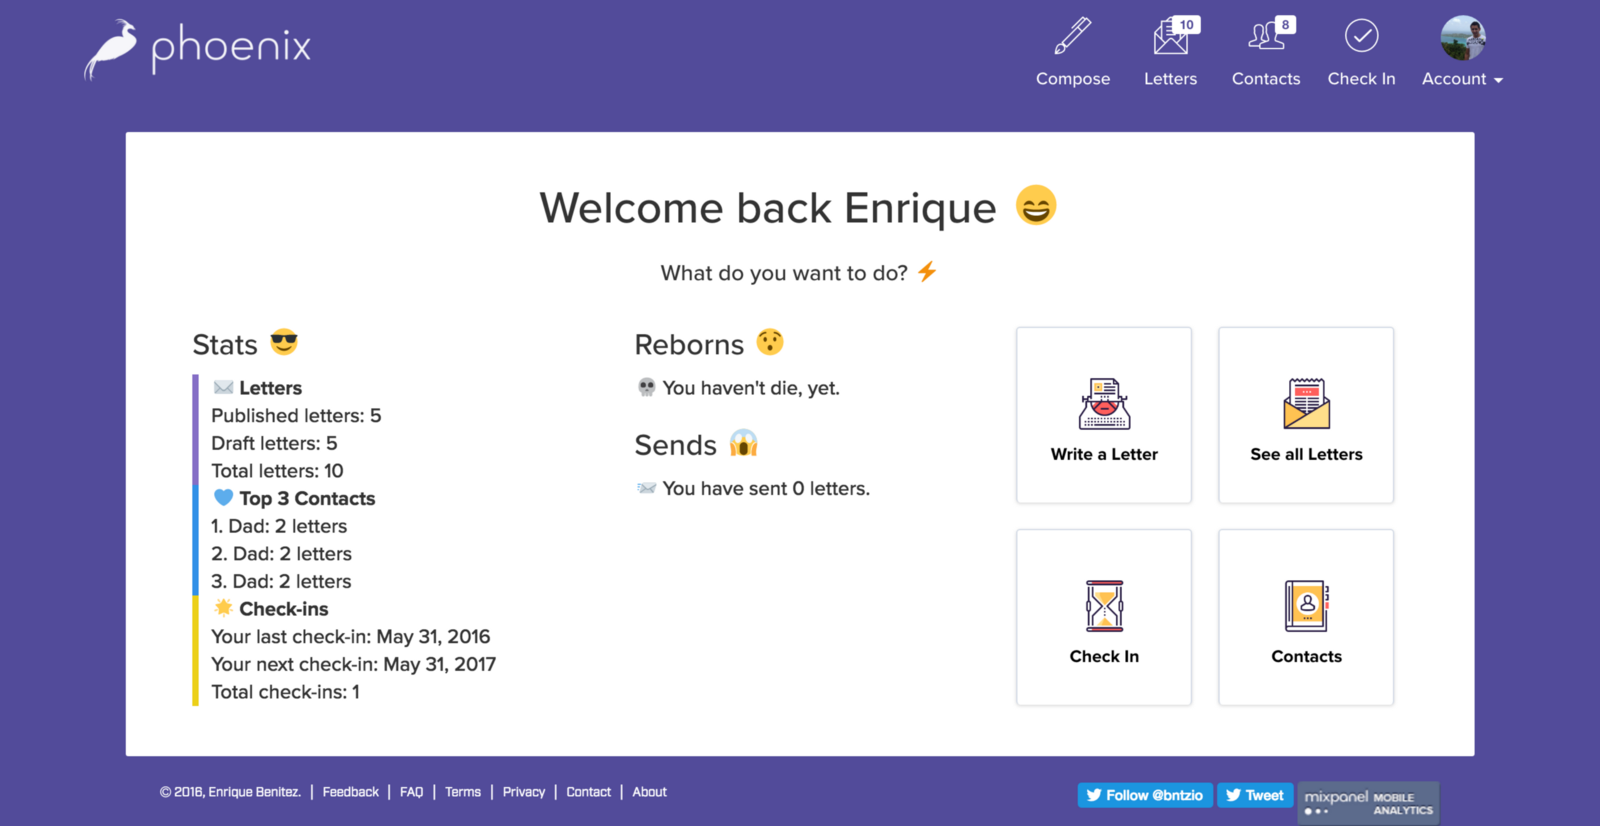 phoenix
10
8
Compose
Letters
Contacts
Check In
Account
Welcome back Enrique 😄
What do you want to do? ⚡
Stats 😎
✉️ Letters
Published letters: 5
Draft letters: 5
Total letters: 10
💙 Top 3 Contacts
1. Dad: 2 letters
2. Dad: 2 letters
3. Dad: 2 letters
🌟 Check-ins
Your last check-in: May 31, 2016
Your next check-in: May 31, 2017
Total check-ins: 1
Reborns 😯
💀 You haven't die, yet.
Sends 😱
📨 You have sent 0 letters.
Write a Letter
See all Letters
Check In
Contacts
© 2016, Enrique Benitez. | Feedback | FAQ | Terms | Privacy | Contact | About
Follow @bntzio
Tweet
mixpanel MOBILE
ANALYTICS